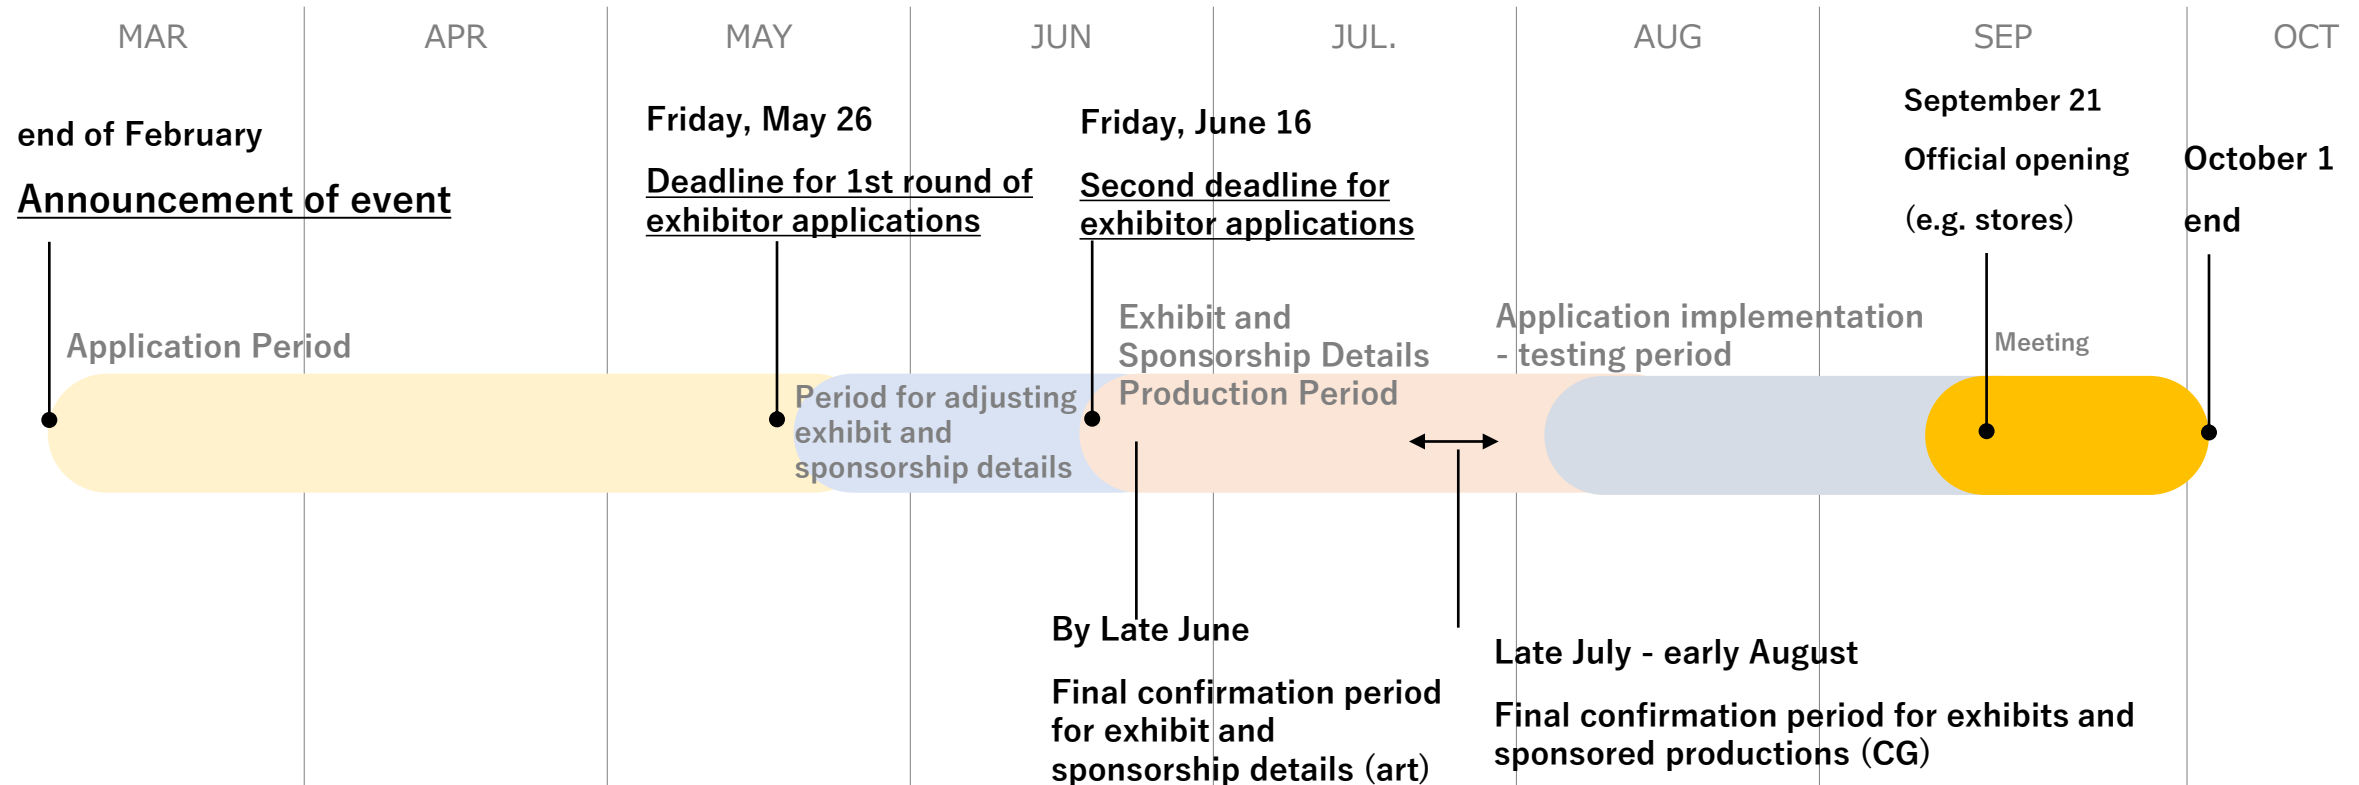 MAR
APR
MAY
JUN
JUL.
AUG
SEP
OCT
end of February
Announcement of event
Friday, May 26
Deadline for 1st round of
exhibitor applications
Friday, June 16
Second deadline for
exhibitor applications
September 21
Official opening
(e.g. stores)
October 1
end
Application Period
Period for adjusting
exhibit and
sponsorship details
Exhibit and
Sponsorship Details
Production Period
Application implementation
- testing period
Meeting
By Late June
Final confirmation period
for exhibit and
sponsorship details (art)
Late July - early August
Final confirmation period for exhibits and
sponsored productions (CG)